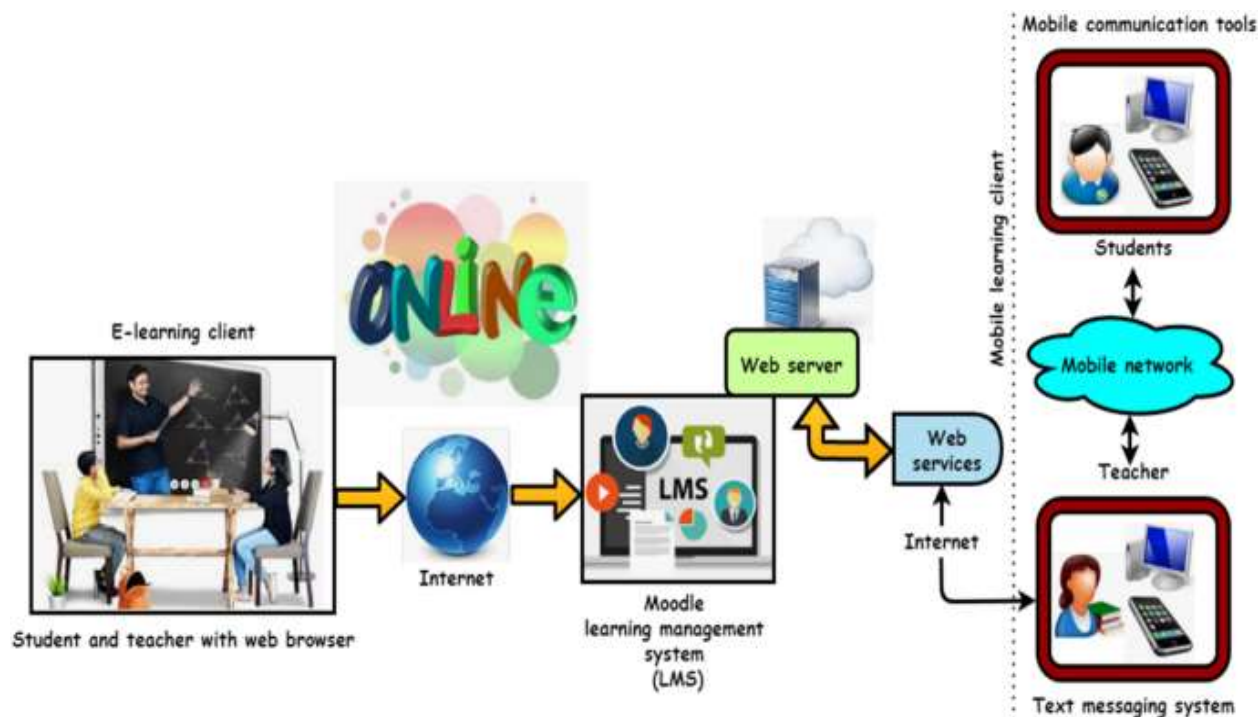 Mobile communication tools
Students
Mobile network
Teacher
Text messaging system
Mobile learning client
ONLiNe
E-learning client
Student and teacher with web browser
Internet
LMS
Moodle
learning management
system
(LMS)
Web server
Web
services
Internet